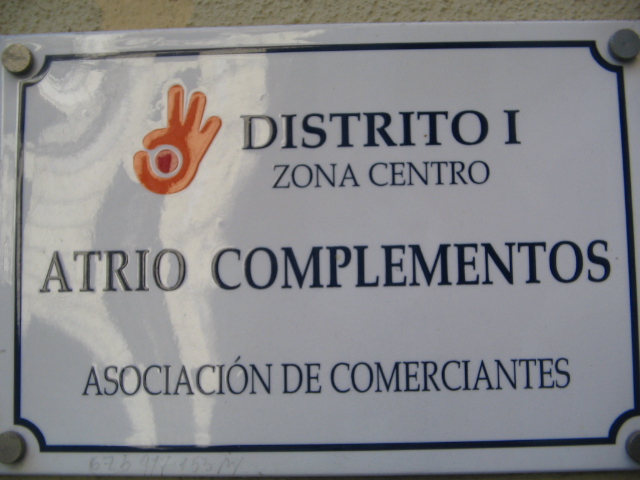 DISTRITO I
ZONA CENTRO
ATRIO COMPLEMENTOS
ASOCIACIÓN DE COMERCIANTES